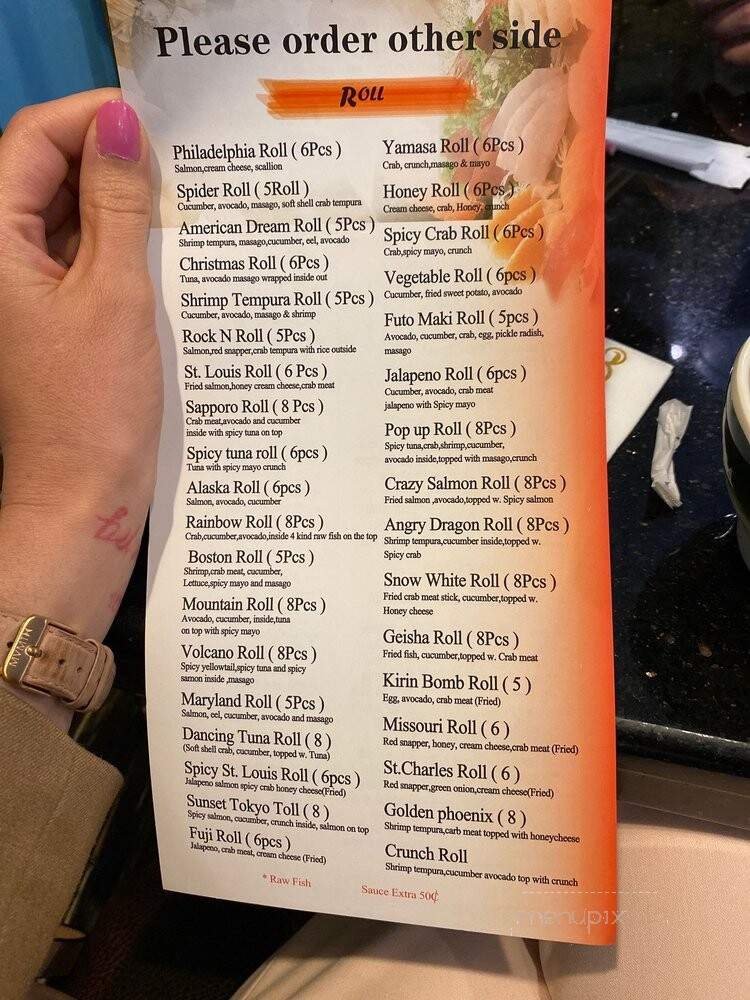 Please order other side
Roll
Philadelphia Roll ( 6Pcs )
Salmon,cream cheese, scallion
Spider Roll ( 5Roll )
Cucumber, avocado, masago, soft shell crab tempura
American Dream Roll ( 5Pcs )
Shrimp tempura, masago,cucumber, eel, avocado
Christmas Roll ( 6Pcs )
Tuna, avocado masago wrapped inside out
Shrimp Tempura Roll ( 5Pcs )
Cucumber, avocado, masago & shrimp
Rock N Roll ( 5Pcs )
Salmon,red snapper,crab tempura with rice outside
St. Louis Roll ( 6 Pcs )
Fried salmon,honey cream cheese,crab meat
Sapporo Roll ( 8 Pcs )
Crab meat,avocado and cucumber
inside with spicy tuna on top
Spicy tuna roll ( 6pcs )
Tuna with spicy mayo crunch
Alaska Roll ( 6pcs )
Salmon, avocado, cucumber
Rainbow Roll ( 8Pcs )
Crab,cucumber,avocado,inside 4 kind raw fish on the top
Boston Roll ( 5Pcs )
Shrimp,crab meat, cucumber,
Lettuce,spicy mayo and masago
Mountain Roll ( 8Pcs )
Avocado, cucumber, inside,tuna
on top with spicy mayo
Volcano Roll ( 8Pcs )
Spicy yellowtail,spicy tuna and spicy
samon inside ,masago
Maryland Roll ( 5Pcs )
Salmon, eel, cucumber, avocado and masago
Dancing Tuna Roll ( 8 )
(Soft shell crab, cucumber, topped w. Tuna)
Spicy St. Louis Roll ( 6pcs )
Jalapeno salmon spicy crab honey cheese(Fried)
Sunset Tokyo Toll ( 8 )
Spicy salmon, cucumber, crunch inside, salmon on top
Fuji Roll ( 6pcs )
Jalapeno, crab meat, cream cheese (Fried)
Yamasa Roll ( 6Pcs )
Crab, crunch,masago & mayo
Honey Roll ( 6Pcs )
Cream cheese, crab, Honey, crunch
Spicy Crab Roll ( 6Pcs )
Crab,spicy mayo, crunch
Vegetable Roll ( 6pcs )
Cucumber, fried sweet potato, avocado
Futo Maki Roll ( 5pcs )
Avocado, cucumber, crab, egg, pickle radish,
masago
Jalapeno Roll ( 6pcs )
Cucumber, avocado, crab meat
jalapeno with Spicy mayo
Pop up Roll ( 8Pcs )
Spicy tuna,crab,shrimp,cucumber,
avocado inside,topped with masago,crunch
Crazy Salmon Roll ( 8Pcs )
Fried salmon ,avocado,topped w. Spicy salmon
Angry Dragon Roll ( 8Pcs )
Shrimp tempura,cucumber inside,topped w.
Spicy crab
Snow White Roll ( 8Pcs )
Fried crab meat stick, cucumber,topped w.
Honey cheese
Geisha Roll ( 8Pcs )
Fried fish, cucumber,topped w. Crab meat
Kirin Bomb Roll ( 5 )
Egg, avocado, crab meat (Fried)
Missouri Roll ( 6 )
Red snapper, honey, cream cheese,crab meat (Fried)
St.Charles Roll ( 6 )
Red snapper,green onion,cream cheese(Fried)
Golden phoenix ( 8 )
Shrimp tempura,carb meat topped with honeycheese
Crunch Roll
Shrimp tempura,cucumber avocado top with crunch
* Raw Fish
Sauce Extra 50¢
menupix